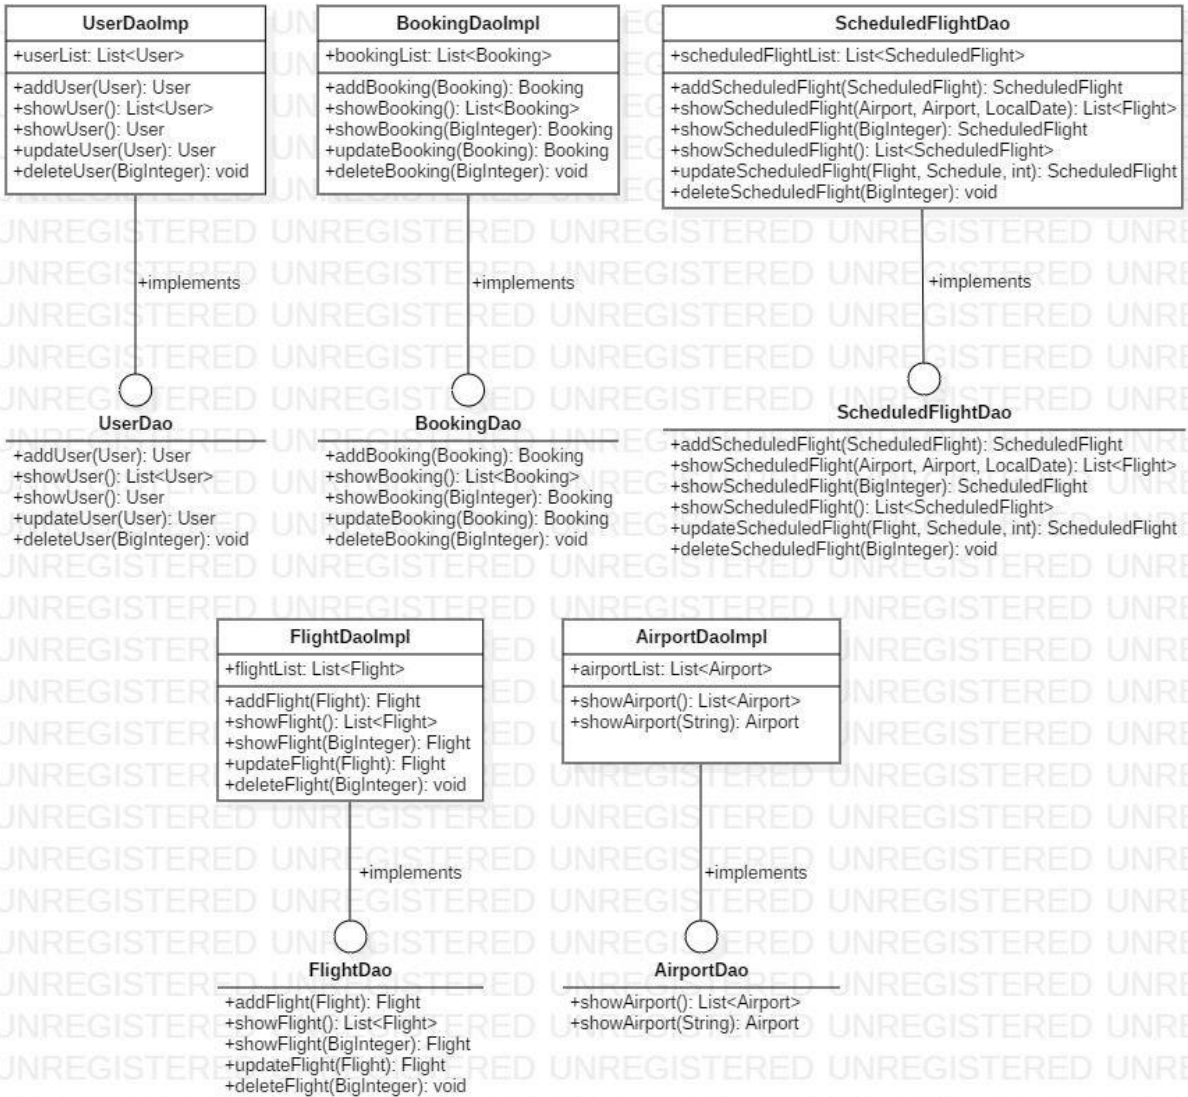 UserDaoImp
+userList: List<User>
+addUser(User): User
+showUser(): List<User>
+showUser(): User
+updateUser(User): User
+deleteUser(BigInteger): void
+implements
UserDao
+addUser(User): User
+showUser(): List<User>
+showUser(): User
+updateUser(User): User
+deleteUser(BigInteger): void
BookingDaoImpl
+bookingList: List<Booking>
+addBooking(Booking): Booking
+showBooking(): List<Booking>
+showBooking(BigInteger): Booking
+updateBooking(Booking): Booking
+deleteBooking(BigInteger): void
+implements
BookingDao
+addBooking(Booking): Booking
+showBooking(): List<Booking>
+showBooking(BigInteger): Booking
+updateBooking(Booking): Booking
+deleteBooking(BigInteger): void
ScheduledFlightDao
+scheduledFlightList: List<ScheduledFlight>
+addScheduledFlight(ScheduledFlight): ScheduledFlight
+showScheduledFlight(Airport, Airport, LocalDate): List<Flight>
+showScheduledFlight(BigInteger): ScheduledFlight
+showScheduledFlight(): List<ScheduledFlight>
+updateScheduledFlight(Flight, Schedule, int): ScheduledFlight
+deleteScheduledFlight(BigInteger): void
+implements
ScheduledFlightDao
+addScheduledFlight(ScheduledFlight): ScheduledFlight
+showScheduledFlight(Airport, Airport, LocalDate): List<Flight>
+showScheduledFlight(BigInteger): ScheduledFlight
+showScheduledFlight(): List<ScheduledFlight>
+updateScheduledFlight(Flight, Schedule, int): ScheduledFlight
+deleteScheduledFlight(BigInteger): void
FlightDaoImpl
+flightList: List<Flight>
+addFlight(Flight): Flight
+showFlight(): List<Flight>
+showFlight(BigInteger): Flight
+updateFlight(Flight): Flight
+deleteFlight(BigInteger): void
+implements
FlightDao
+addFlight(Flight): Flight
+showFlight(): List<Flight>
+showFlight(BigInteger): Flight
+updateFlight(Flight): Flight
+deleteFlight(BigInteger): void
AirportDaoImpl
+airportList: List<Airport>
+showAirport(): List<Airport>
+showAirport(String): Airport
+implements
AirportDao
+showAirport(): List<Airport>
+showAirport(String): Airport
UNREGISTERED